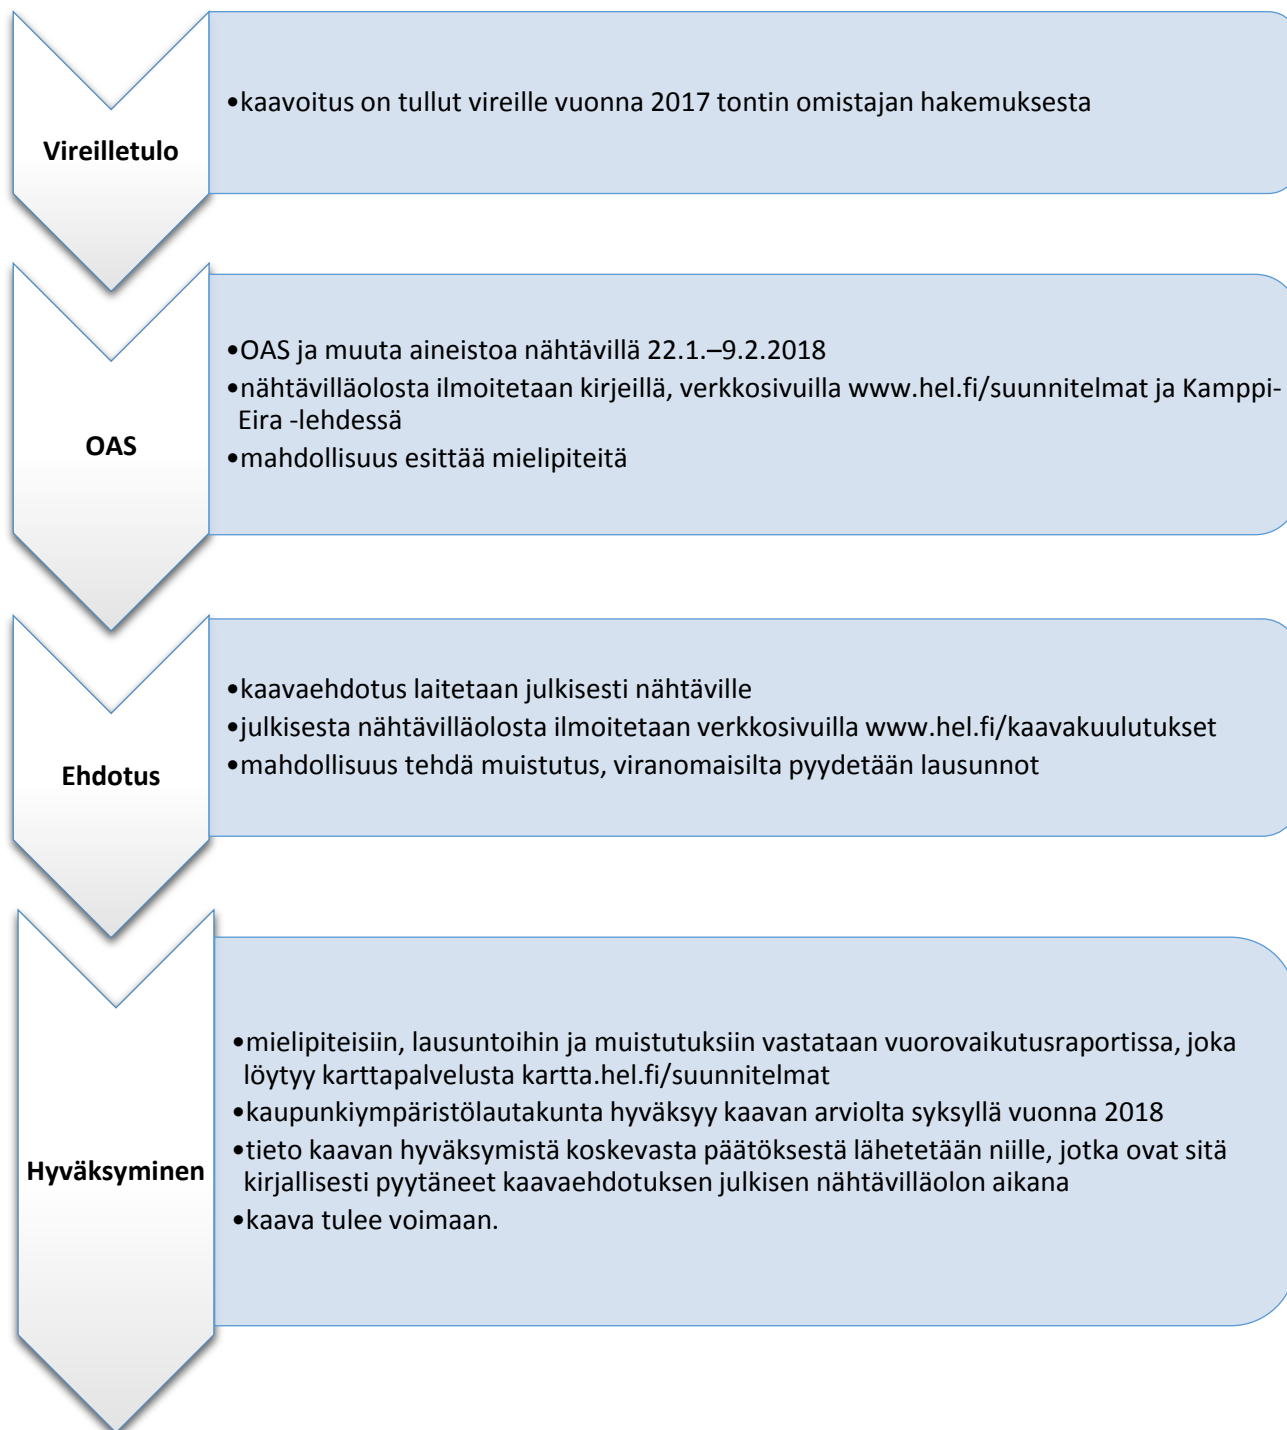 Vireilletulo
•kaavoitus on tullut vireille vuonna 2017 tontin omistajan hakemuksesta
OAS
•OAS ja muuta aineistoa nähtävillä 22.1.–9.2.2018
•nähtävilläolosta ilmoitetaan kirjeillä, verkkosivuilla www.hel.fi/suunnitelmat ja Kamppi-
Eira -lehdessä
•mahdollisuus esittää mielipiteitä
Ehdotus
•kaavaehdotus laitetaan julkisesti nähtäville
•julkisesta nähtävilläolosta ilmoitetaan verkkosivuilla www.hel.fi/kaavakuulutukset
•mahdollisuus tehdä muistutus, viranomaisilta pyydetään lausunnot
Hyväksyminen
•mielipiteisiin, lausuntoihin ja muistutuksiin vastataan vuorovaikutusraportissa, joka
löytyy karttapalvelusta kartta.hel.fi/suunnitelmat
•kaupunkiympäristölautakunta hyväksyy kaavan arviolta syksyllä vuonna 2018
•tieto kaavan hyväksymistä koskevasta päätöksestä lähetetään niille, jotka ovat sitä
kirjallisesti pyytäneet kaavaehdotuksen julkisen nähtävilläolon aikana
•kaava tulee voimaan.